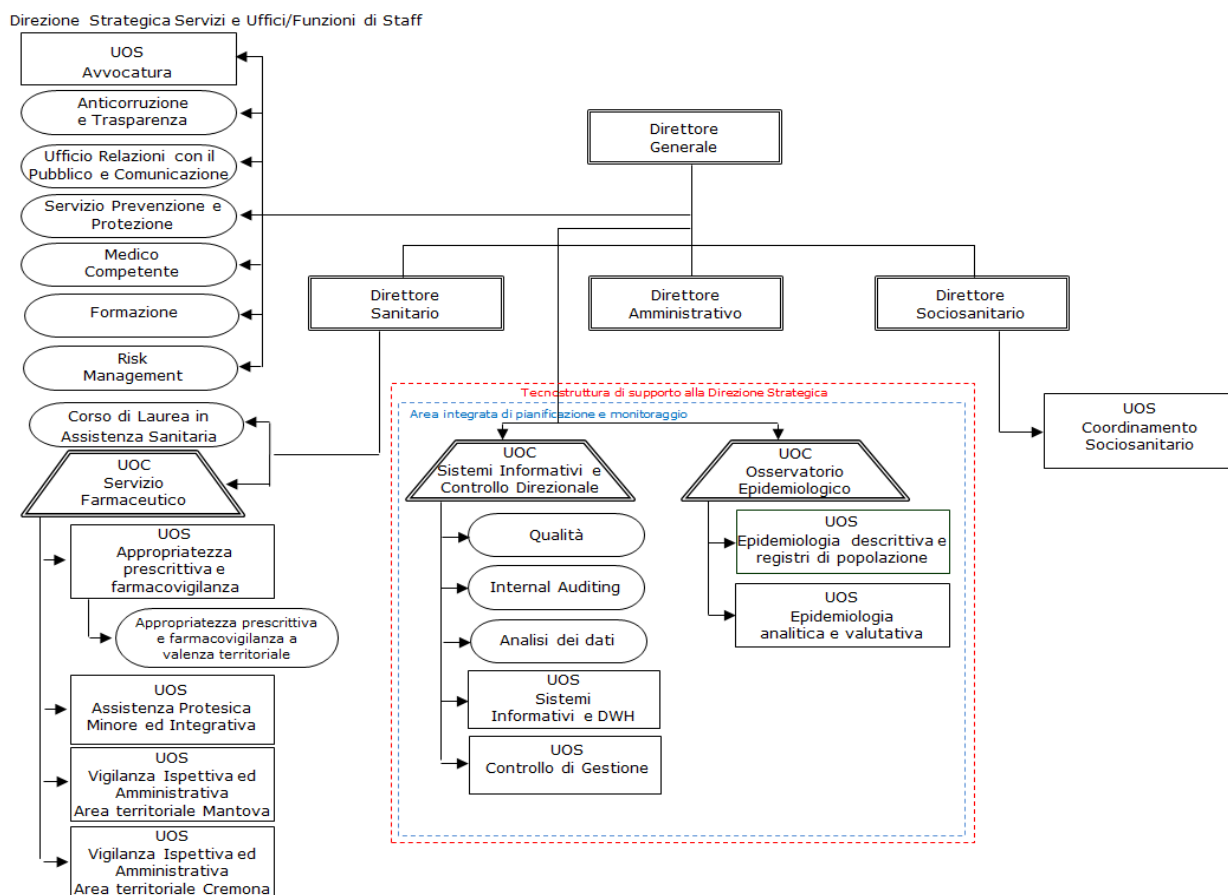 Direzione Strategica Servizi e Uffici/Funzioni di Staff
UOS
Avvocatura
Anticorruzione
e Trasparenza
Ufficio Relazioni con il
Pubblico e Comunicazione
Servizio Prevenzione e
Protezione
Medico
Competente
Formazione
Risk
Management
Corso di Laurea in
Assistenza Sanitaria
UOC
Servizio
Farmaceutico
UOS
Appropriatezza
prescrittiva e
farmacovigilanza
Appropriatezza prescrittiva
e farmacovigilanza a
valenza territoriale
UOS
Assistenza Protesica
Minore ed Integrativa
UOS
Vigilanza Ispettiva ed
Amministrativa
Area territoriale Mantova
UOS
Vigilanza Ispettiva ed
Amministrativa
Area territoriale Cremona
Direttore
Generale
Direttore
Sanitario
Direttore
Amministrativo
Direttore
Sociosanitario
Tecnostruttura di supporto alla Direzione Strategica
Area integrata di pianificazione e monitoraggio
UOC
Sistemi Informativi e
Controllo Direzionale
Qualità
Internal Auditing
Analisi dei dati
UOS
Sistemi
Informativi e DWH
UOS
Controllo di Gestione
UOC
Osservatorio
Epidemiologico
UOS
Epidemiologia descrittiva e
registri di popolazione
UOS
Epidemiologia
analitica e valutativa
UOS
Coordinamento
Sociosanitario